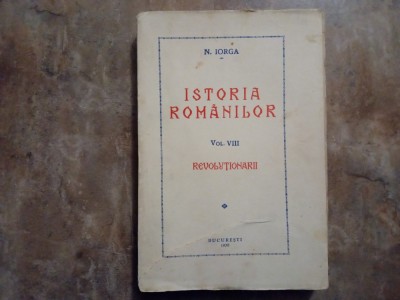 N. IORGA
ISTORIA
ROMÂNILOR
VOL. VIII
REVOLUȚIONARII
BUCUREȘTI